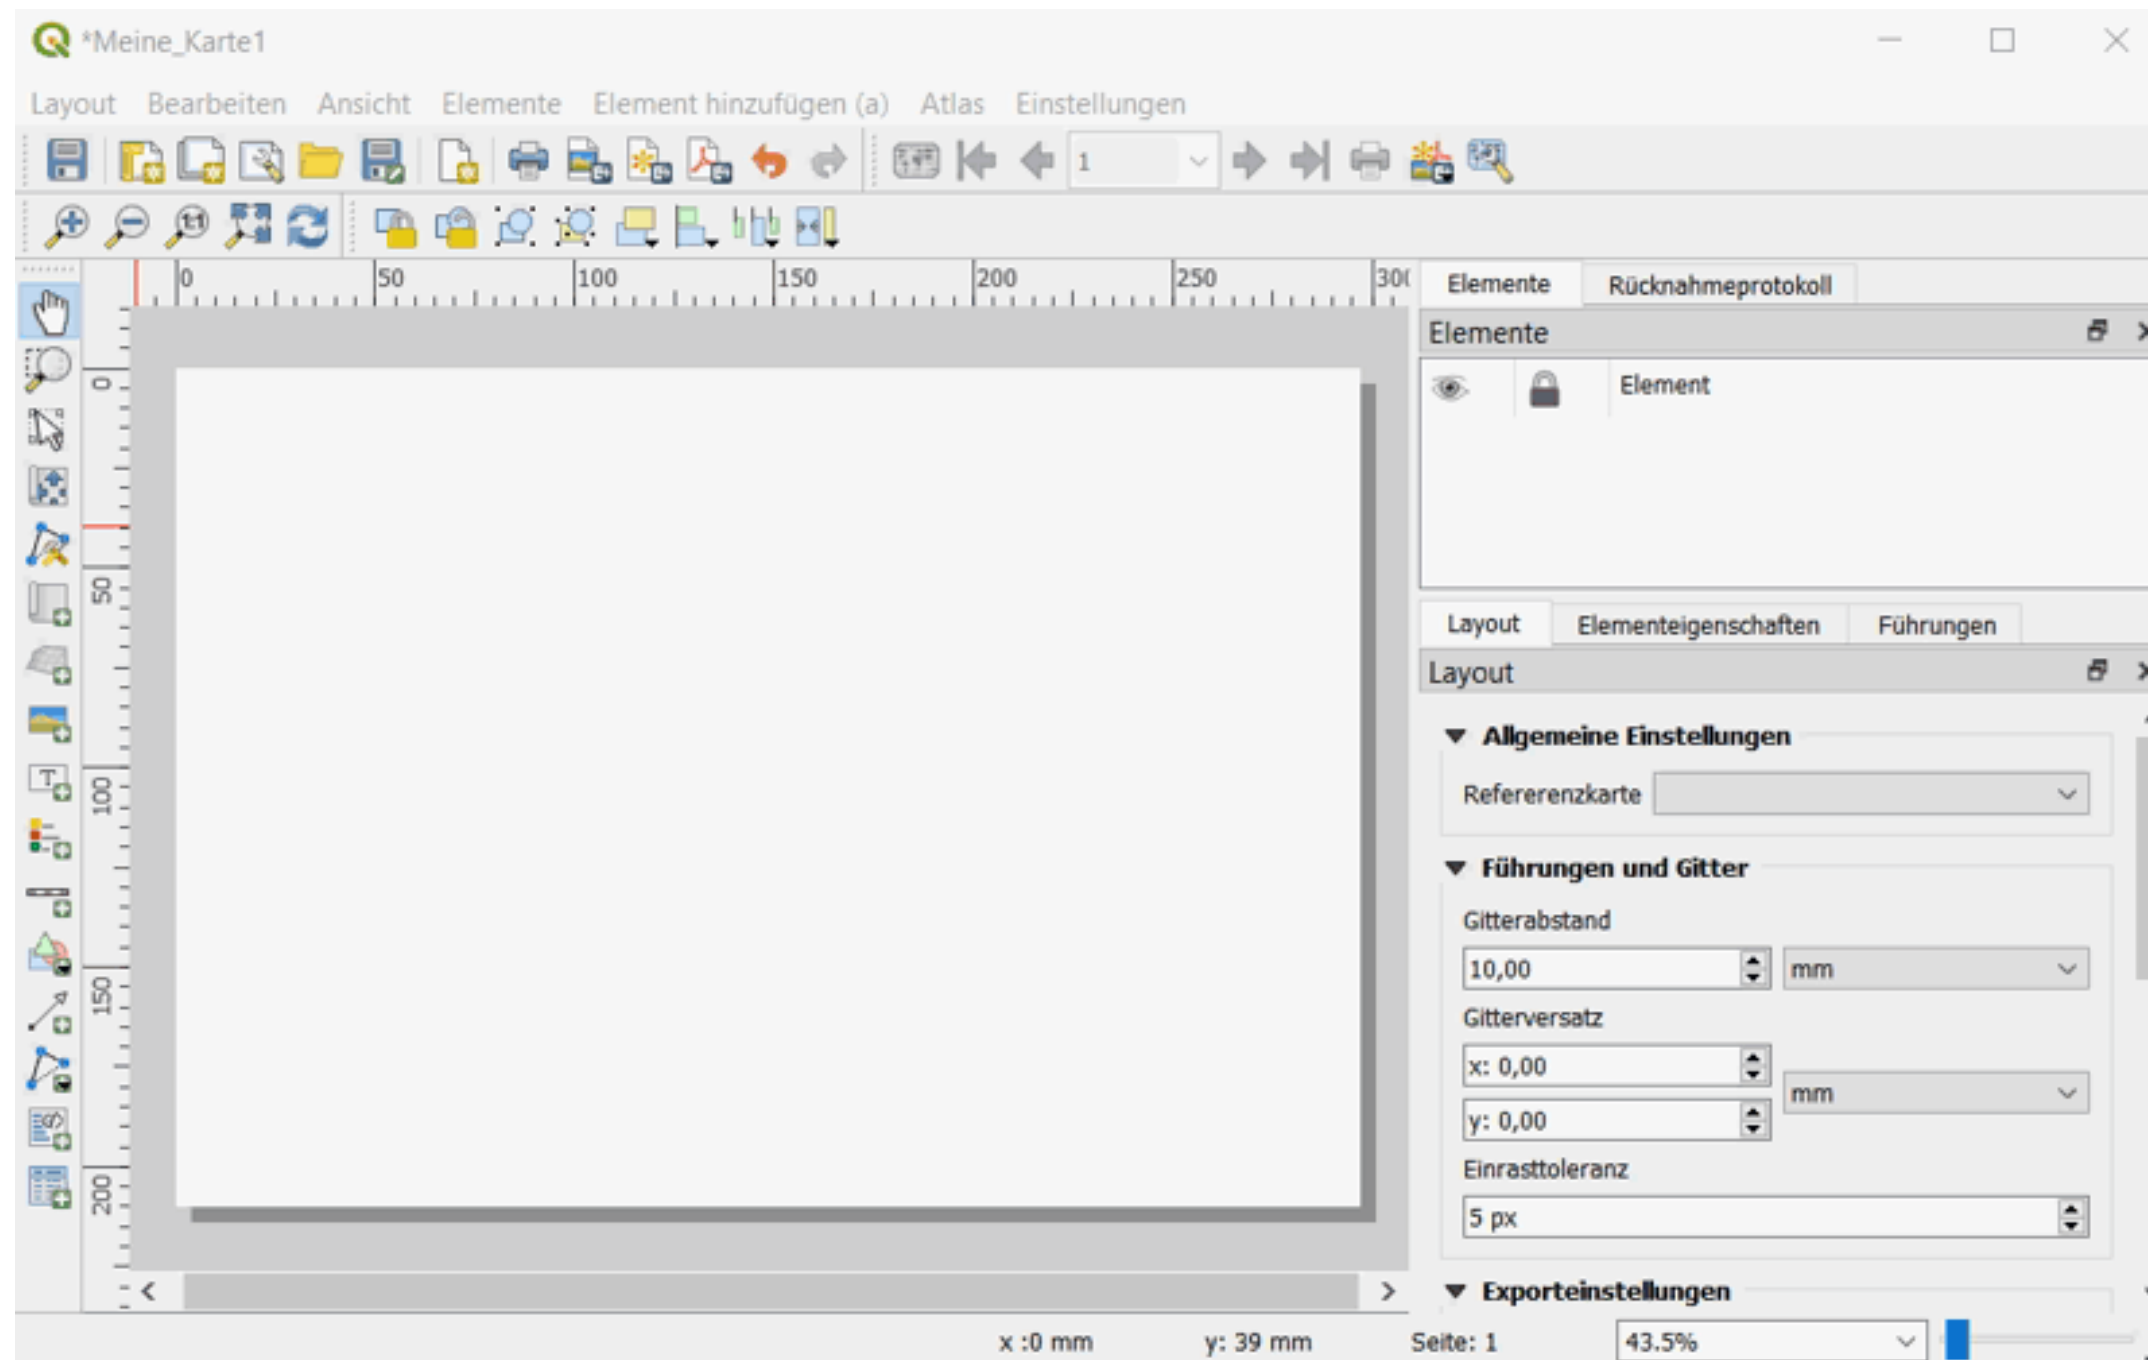 *Meine_Karte1
Layout Bearbeiten Ansicht Elemente Element hinzufügen (a) Atlas Einstellungen
1
1:1
0 50 100 150 200 250 300
Elemente Rücknahmeprotokoll
Elemente
Element
0
50
100
150
200
Layout Elementeigenschaften Führungen
Layout
Allgemeine Einstellungen
Refererenzkarte
Führungen und Gitter
Gitterabstand
10,00 mm
Gitterversatz
x: 0,00
mm
y: 0,00
Einrasttoleranz
5 px
Exporteinstellungen
x :0 mm y: 39 mm Seite: 1 43.5%